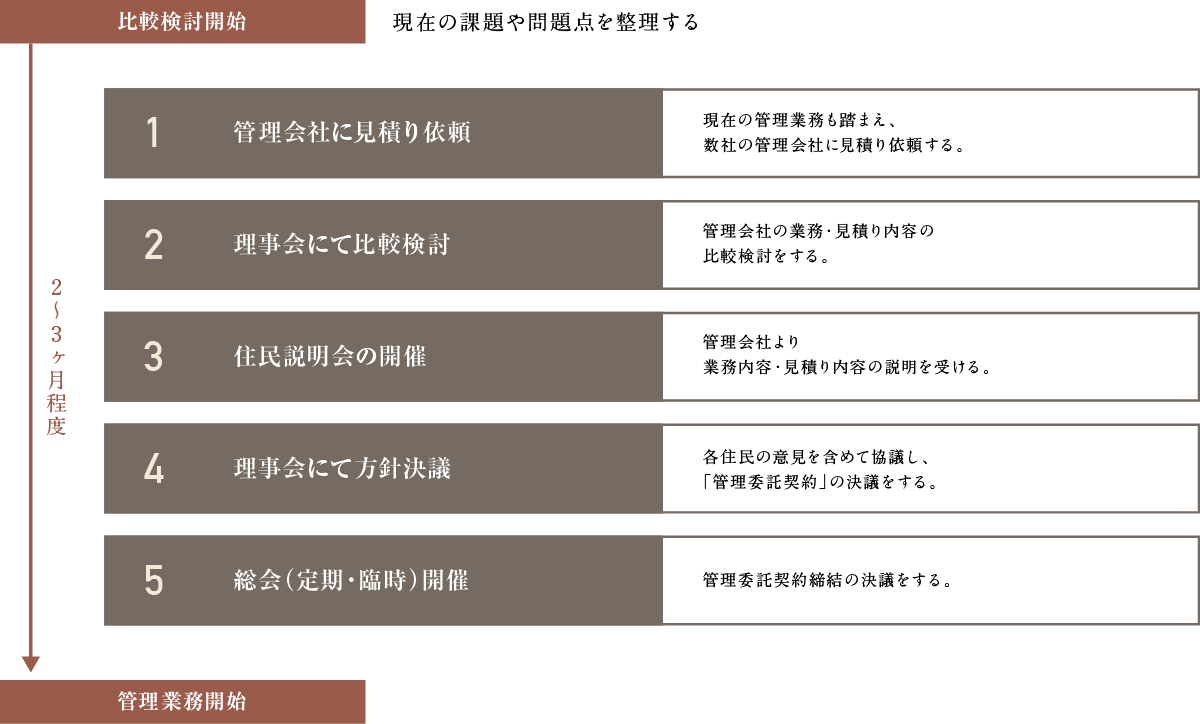 比較検討開始
現在の課題や問題点を整理する
2〜3ヶ月程度
1
管理会社に見積り依頼
現在の管理業務も踏まえ、
数社の管理会社に見積り依頼する。
2
理事会にて比較検討
管理会社の業務・見積り内容の
比較検討をする。
3
住民説明会の開催
管理会社より
業務内容・見積り内容の説明を受ける。
4
理事会にて方針決議
各住民の意見を含めて協議し、
「管理委託契約」の決議をする。
5
総会（定期・臨時）開催
管理委託契約締結の決議をする。
管理業務開始